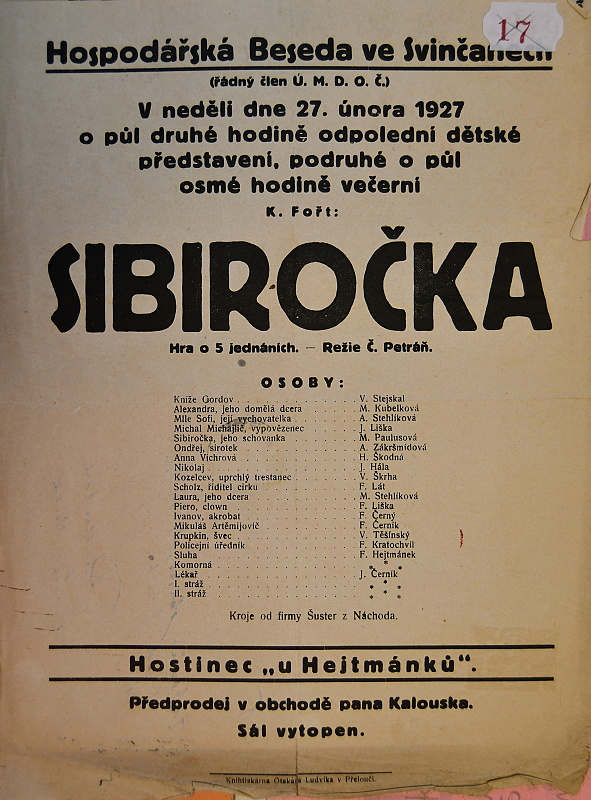 17
Hospodářská Beseda ve Svinčanech
(řádný člen Ú. M. D. O. Č.)
V neděli dne 27. února 1927
o půl druhé hodině odpolední dětské
představení, podruhé o půl
osmé hodině večerní
K. Fořt:
SIBIROČKA
Hra o 5 jednáních. — Režie Č. Petráň.
OSOBY:
Kníže Gordov . . . . . . . . . . V. Stejskal
Alexandra, jeho domělá dcera . . . . . M. Kubelková
Mlle Sofi, její vychovatelka . . . . . . A. Stehlíková
Michal Michajlič, vypovězenec . . . . . J. Liška
Sibiročka, jeho schovanka . . . . . . M. Paulusová
Ondřej, sirotek . . . . . . . . . A. Zákršmidová
Anna Vichrová . . . . . . . . . H. Škodná
Nikolaj . . . . . . . . . . . J. Hála
Kozelcev, uprchlý trestanec . . . . . . V. Škrha
Scholz, ředitel cirku . . . . . . . . F. Lát
Laura, jeho dcera . . . . . . . . M. Stehlíková
Piero, clown . . . . . . . . . . F. Liška
Ivanov, akrobat . . . . . . . . . F. Černý
Mikuláš Artěmijovič . . . . . . . . F. Černík
Krupkin, švec . . . . . . . . . . V. Těšínský
Policejní úředník . . . . . . . . . F. Kratochvíl
Sluha . . . . . . . . . . . . F. Hejtmánek
Komorná . . . . . . . . . . . * * *
Lékař . . . . . . . . . . . . J. Černík
I. stráž . . . . . . . . . . . * * *
II. stráž . . . . . . . . . . . * * *
Kroje od firmy Šuster z Náchoda.
Hostinec „u Hejtmánků“.
Předprodej v obchodě pana Kalouska.
Sál vytopen.
Knihtiskárna Otakara Ludvíka v Přelouči.